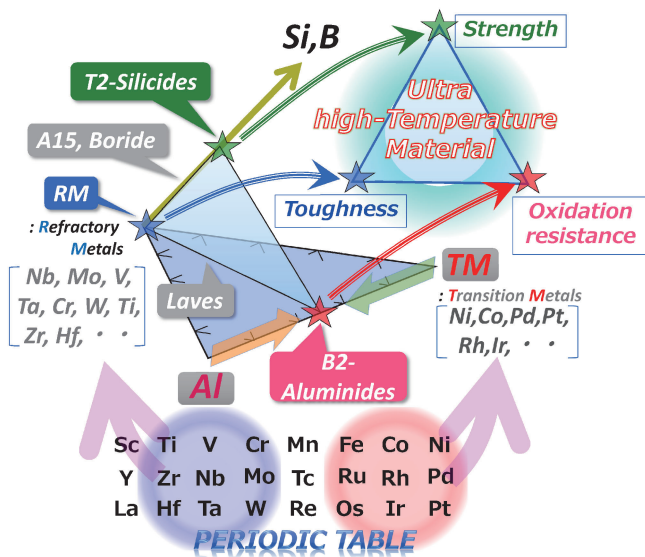 Si,B
Strength
T2-Silicides
Ultra
high-Temperature
Material
A15, Boride
RM
: Refractory
Metals
Toughness
Oxidation
resistance
Nb, Mo, V,
Ta, Cr, W, Ti,
Zr, Hf, ・ ・
Laves
TM
: Transition Metals
Ni,Co,Pd,Pt,
Rh,Ir, ・ ・
Al
B2-
Aluminides
Sc Ti V Cr Mn Fe Co Ni
Y Zr Nb Mo Tc Ru Rh Pd
La Hf Ta W Re Os Ir Pt
PERIODIC TABLE